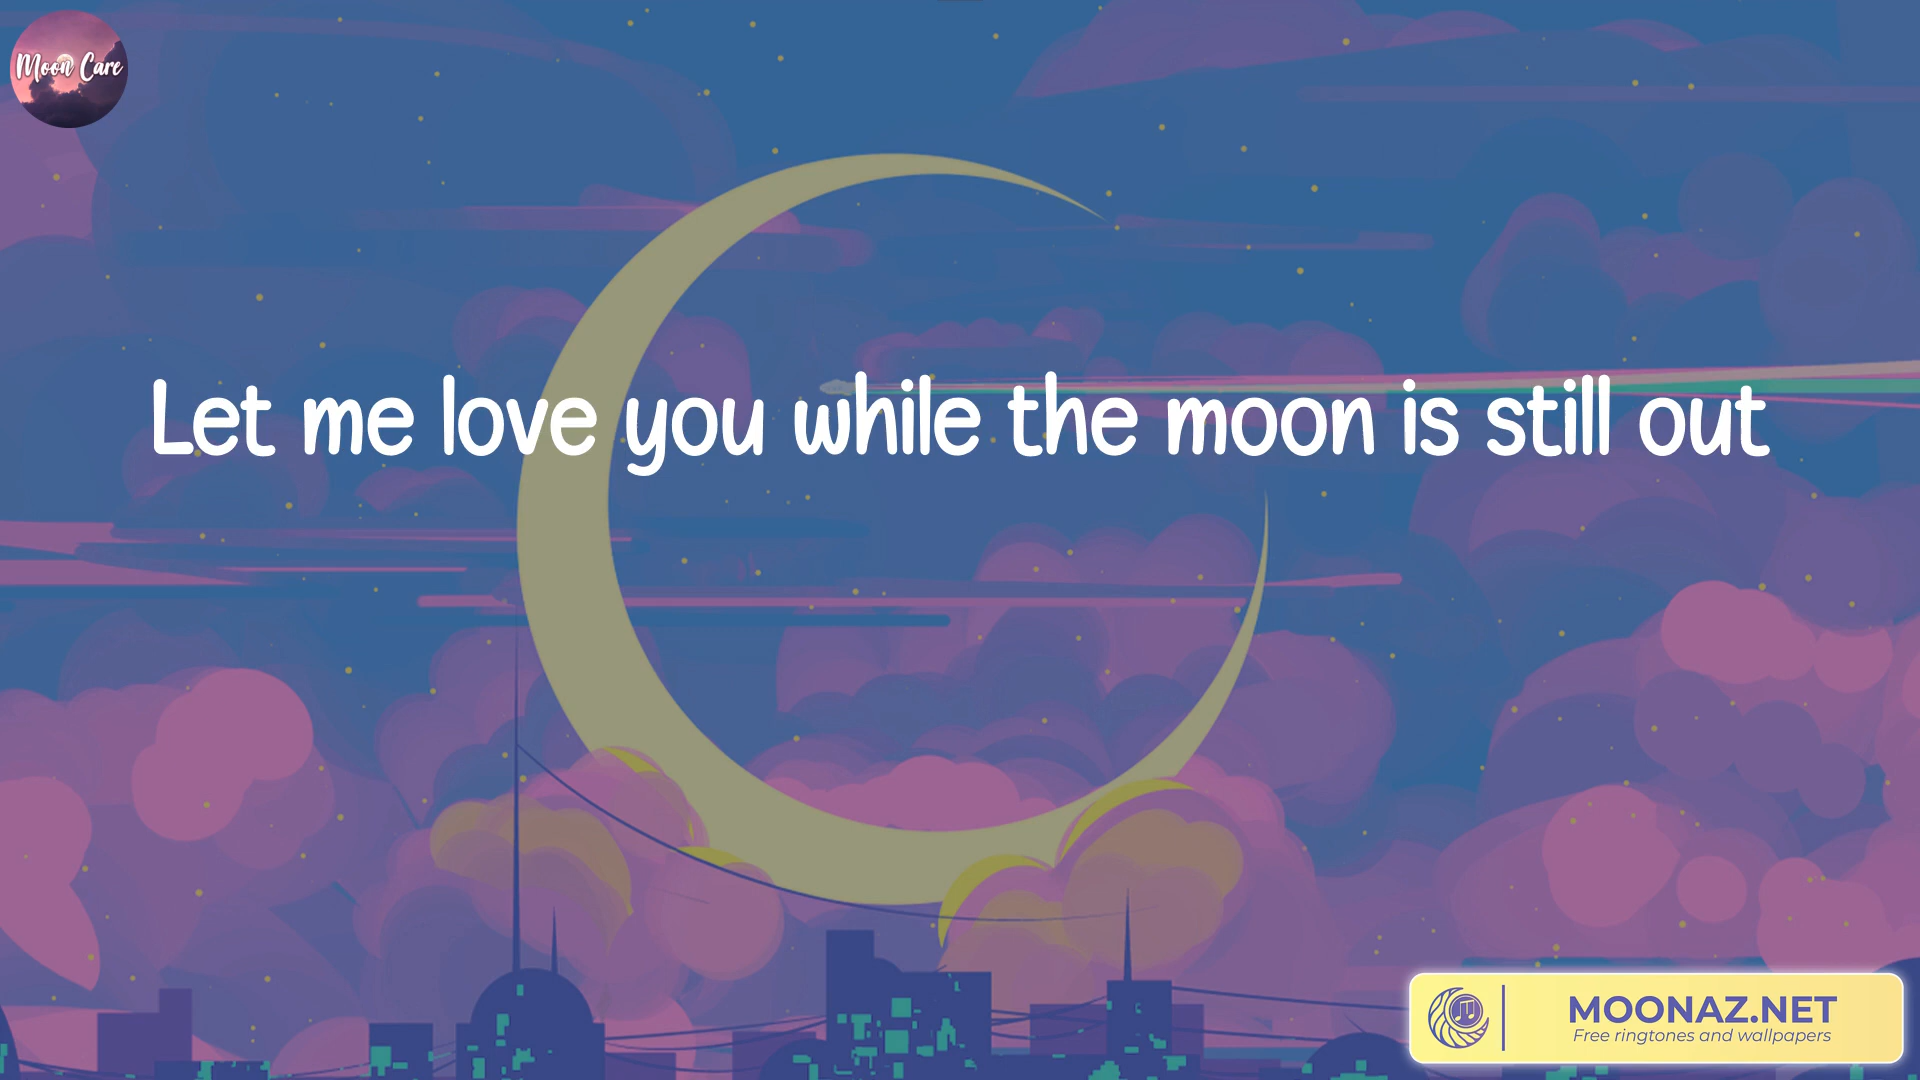 Moon Care
Let me love you while the moon is still out
MOONAZ.NET
Free ringtones and wallpapers